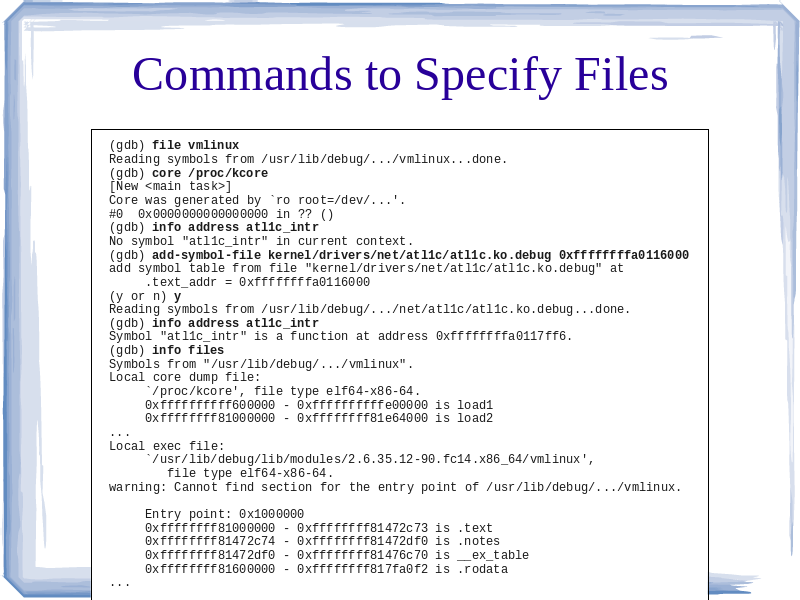 Commands to Specify Files
(gdb) file vmlinux
Reading symbols from /usr/lib/debug/.../vmlinux...done.
(gdb) core /proc/kcore
[New <main task>]
Core was generated by `ro root=/dev/...'.
#0  0x0000000000000000 in ?? ()
(gdb) info address atl1c_intr
No symbol "atl1c_intr" in current context.
(gdb) add-symbol-file kernel/drivers/net/atl1c/atl1c.ko.debug 0xffffffffa0116000
add symbol table from file "kernel/drivers/net/atl1c/atl1c.ko.debug" at
     .text_addr = 0xffffffffa0116000
(y or n) y
Reading symbols from /usr/lib/debug/.../net/atl1c/atl1c.ko.debug...done.
(gdb) info address atl1c_intr
Symbol "atl1c_intr" is a function at address 0xffffffffa0117ff6.
(gdb) info files
Symbols from "/usr/lib/debug/.../vmlinux".
Local core dump file:
     `/proc/kcore', file type elf64-x86-64.
     0xffffffffff600000 - 0xffffffffffe00000 is load1
     0xffffffff81000000 - 0xffffffff81e64000 is load2
...
Local exec file:
     `/usr/lib/debug/lib/modules/2.6.35.12-90.fc14.x86_64/vmlinux',
        file type elf64-x86-64.
warning: Cannot find section for the entry point of /usr/lib/debug/.../vmlinux.
     Entry point: 0x1000000
     0xffffffff81000000 - 0xffffffff81472c73 is .text
     0xffffffff81472c74 - 0xffffffff81472df0 is .notes
     0xffffffff81472df0 - 0xffffffff81476c70 is __ex_table
     0xffffffff81600000 - 0xffffffff817fa0f2 is .rodata
...